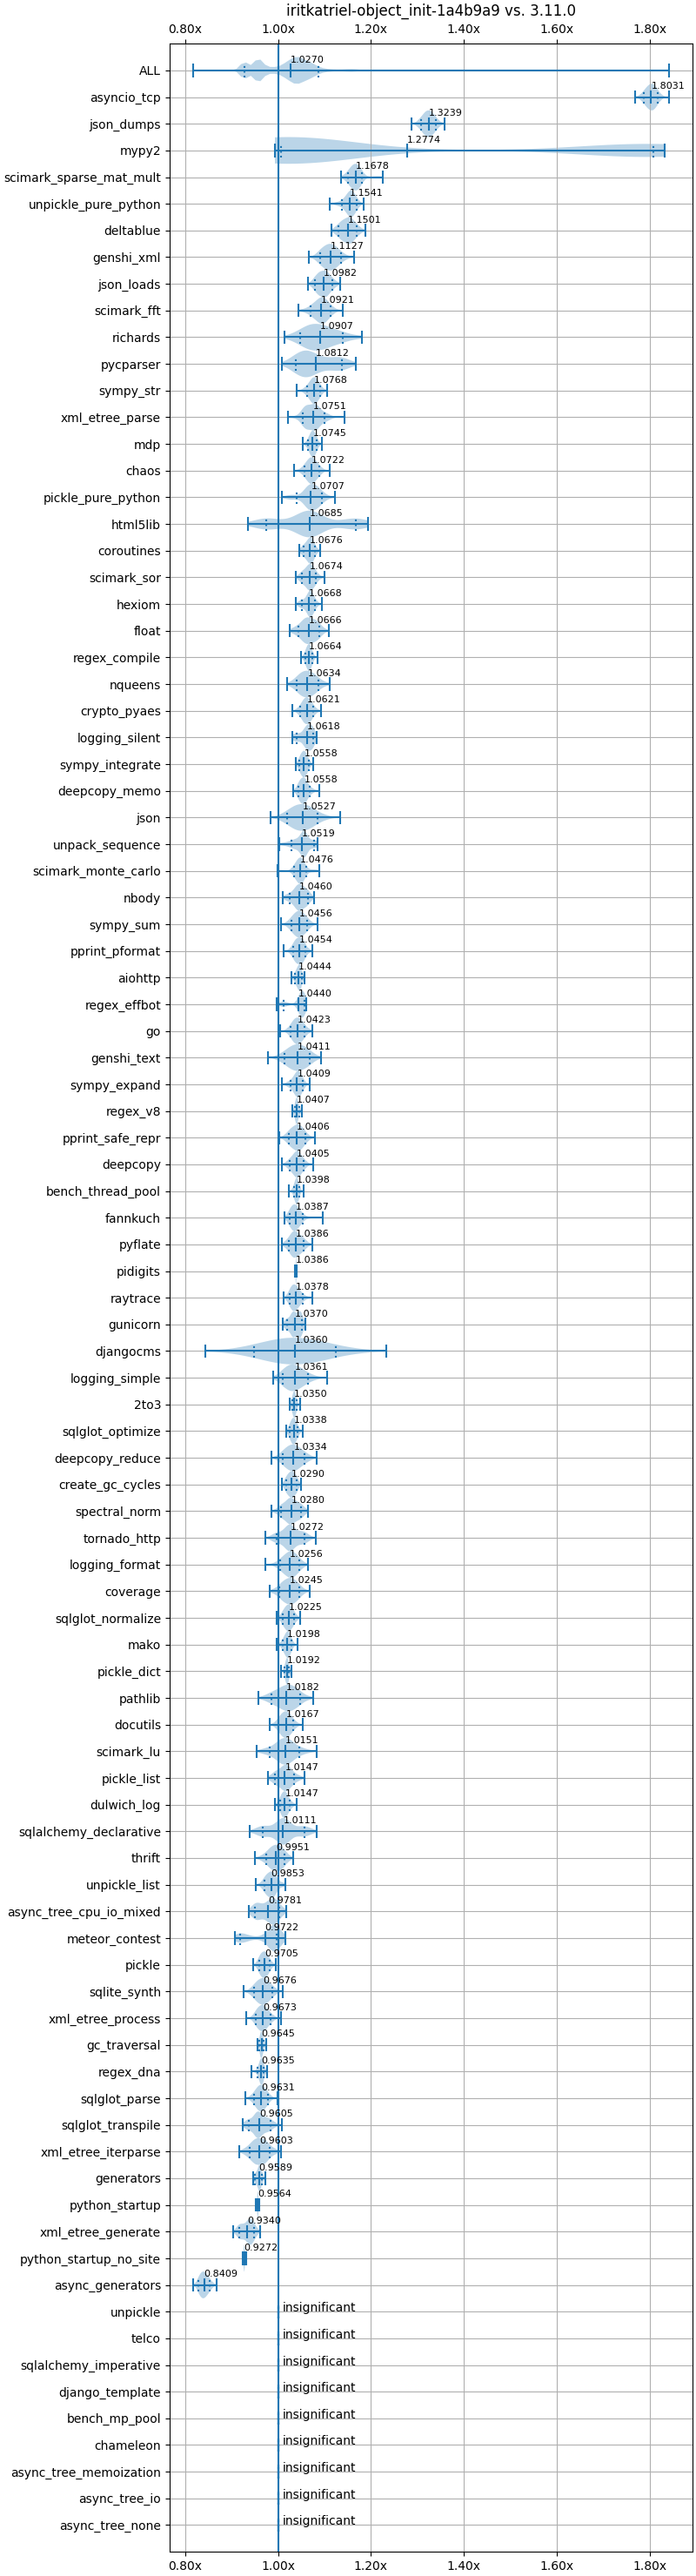 iritkatriel-object_init-1a4b9a9 vs. 3.11.0
0.80x 1.00x 1.20x 1.40x 1.60x 1.80x
ALL 1.0270
asyncio_tcp 1.8031
json_dumps 1.3239
mypy2 1.2774
scimark_sparse_mat_mult 1.1678
unpickle_pure_python 1.1541
deltablue 1.1501
genshi_xml 1.1127
json_loads 1.0982
scimark_fft 1.0921
richards 1.0907
pycparser 1.0812
sympy_str 1.0768
xml_etree_parse 1.0751
mdp 1.0745
chaos 1.0722
pickle_pure_python 1.0707
html5lib 1.0685
coroutines 1.0676
scimark_sor 1.0674
hexiom 1.0668
float 1.0666
regex_compile 1.0664
nqueens 1.0634
crypto_pyaes 1.0621
logging_silent 1.0618
sympy_integrate 1.0558
deepcopy_memo 1.0558
json 1.0527
unpack_sequence 1.0519
scimark_monte_carlo 1.0476
nbody 1.0460
sympy_sum 1.0456
pprint_pformat 1.0454
aiohttp 1.0444
regex_effbot 1.0440
go 1.0423
genshi_text 1.0411
sympy_expand 1.0409
regex_v8 1.0407
pprint_safe_repr 1.0406
deepcopy 1.0405
bench_thread_pool 1.0398
fannkuch 1.0387
pyflate 1.0386
pidigits 1.0386
raytrace 1.0378
gunicorn 1.0370
djangocms 1.0360
logging_simple 1.0361
2to3 1.0350
sqlglot_optimize 1.0338
deepcopy_reduce 1.0334
create_gc_cycles 1.0290
spectral_norm 1.0280
tornado_http 1.0272
logging_format 1.0256
coverage 1.0245
sqlglot_normalize 1.0225
mako 1.0198
pickle_dict 1.0192
pathlib 1.0182
docutils 1.0167
scimark_lu 1.0151
pickle_list 1.0147
dulwich_log 1.0147
sqlalchemy_declarative 1.0111
thrift 0.9951
unpickle_list 0.9853
async_tree_cpu_io_mixed 0.9781
meteor_contest 0.9722
pickle 0.9705
sqlite_synth 0.9676
xml_etree_process 0.9673
gc_traversal 0.9645
regex_dna 0.9635
sqlglot_parse 0.9631
sqlglot_transpile 0.9605
xml_etree_iterparse 0.9603
generators 0.9589
python_startup 0.9564
xml_etree_generate 0.9340
python_startup_no_site 0.9272
async_generators 0.8409
unpickle insignificant
telco insignificant
sqlalchemy_imperative insignificant
django_template insignificant
bench_mp_pool insignificant
chameleon insignificant
async_tree_memoization insignificant
async_tree_io insignificant
async_tree_none insignificant
0.80x 1.00x 1.20x 1.40x 1.60x 1.80x